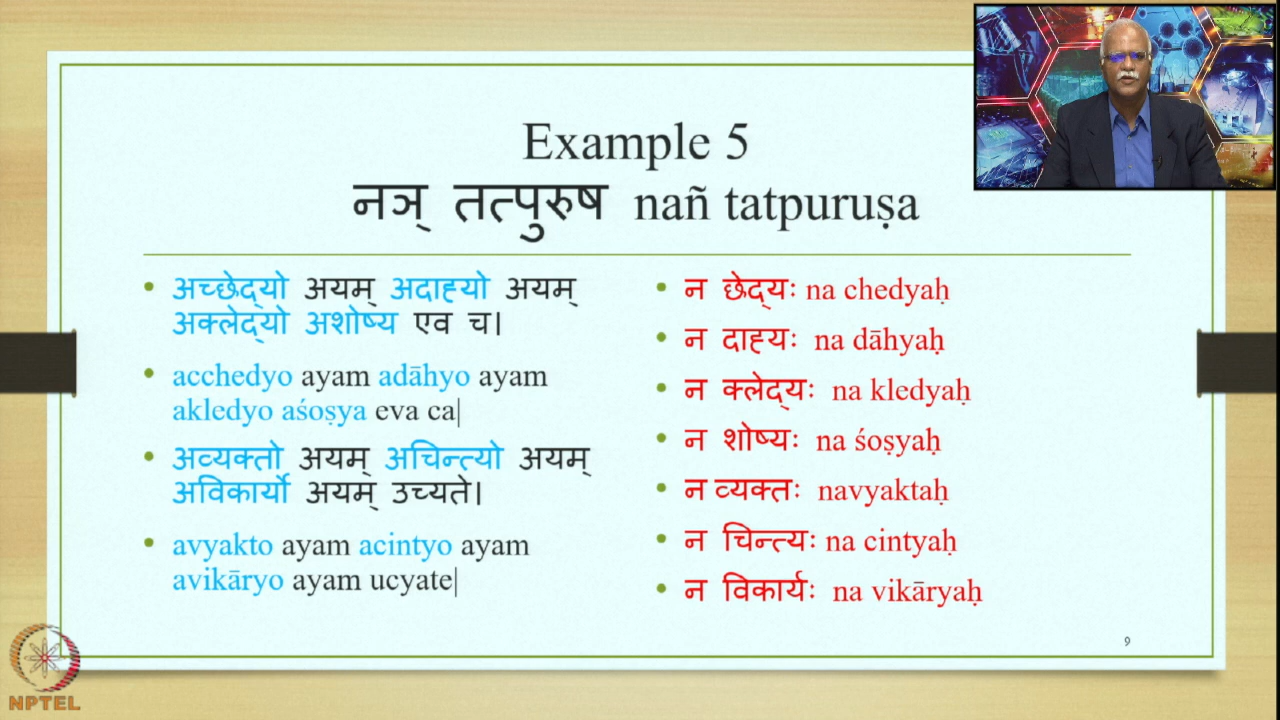 Example 5
नञ् तत्पुरुष nañ tatpuruṣa
• अच्छेद्यो अयम् अदाह्यो अयम्
अक्लेद्यो अशोष्य एव च।
• acchedyo ayam adāhyo ayam
akledyo aśoṣya eva ca|
• अव्यक्तो अयम् अचिन्त्यो अयम्
अविकार्यो अयम् उच्यते।
• avyakto ayam acintyo ayam
avikāryo ayam ucyate|
• न छेद्यः na chedyaḥ
• न दाह्यः na dāhyaḥ
• न क्लेद्यः na kledyaḥ
• न शोष्यः na śoṣyaḥ
• न व्यक्तः navyaktaḥ
• न चिन्त्यः na cintyaḥ
• न विकार्यः na vikāryaḥ
9
NPTEL